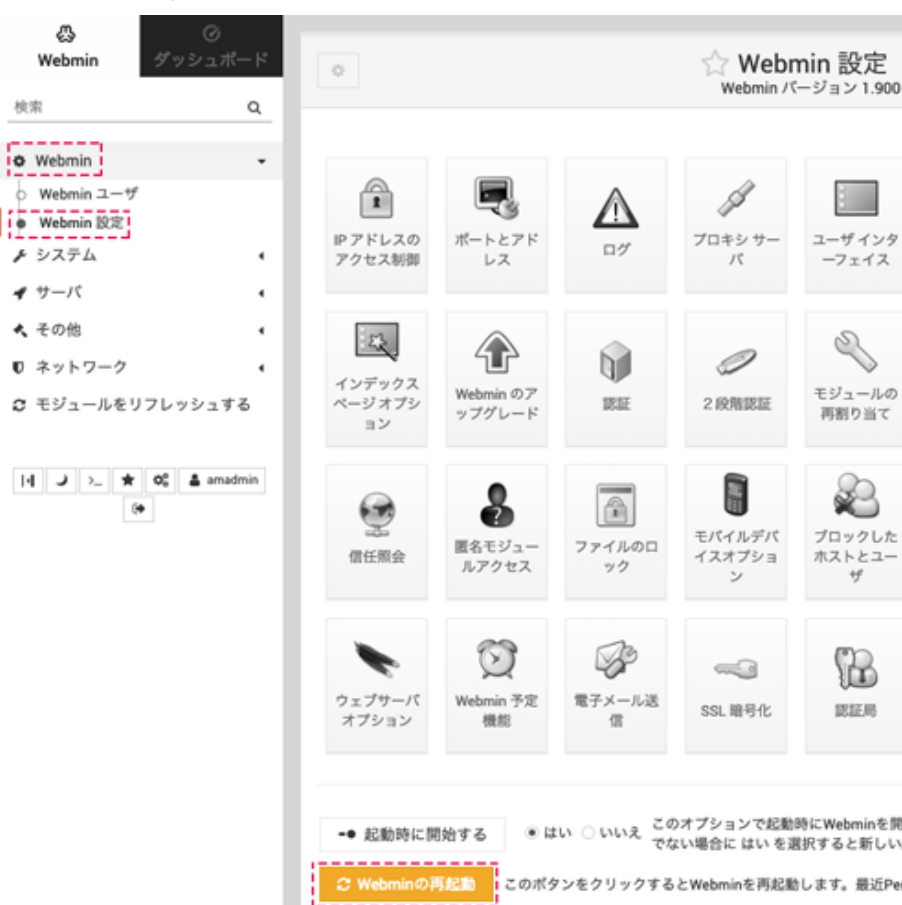 Webmin
ダッシュボード
検索
Webmin
Webmin ユーザ
Webmin 設定
システム
サーバ
その他
ネットワーク
モジュールをリフレッシュする
>_
amadmin
Webmin 設定
Webmin バージョン 1.900
IP アドレスの
アクセス制御
ポートとアド
レス
ログ
プロキシ サー
バ
ユーザ インタ
ーフェイス
インデックス
ページ オプシ
ョン
Webmin のア
ップグレード
認証
2 段階認証
モジュールの
再割り当て
信任照会
匿名モジュー
ルアクセス
ファイルのロ
ック
モバイルデバ
イスオプショ
ン
ブロックした
ホストとユー
ザ
ウェブサーバ
オプション
Webmin 予定
機能
電子メール送
信
SSL 暗号化
認証局
起動時に開始する
はい いいえ
このオプションで起動時にWebminを開
でない場合に はい を選択すると新しい
Webminの再起動
このボタンをクリックするとWebminを再起動します。最近Per